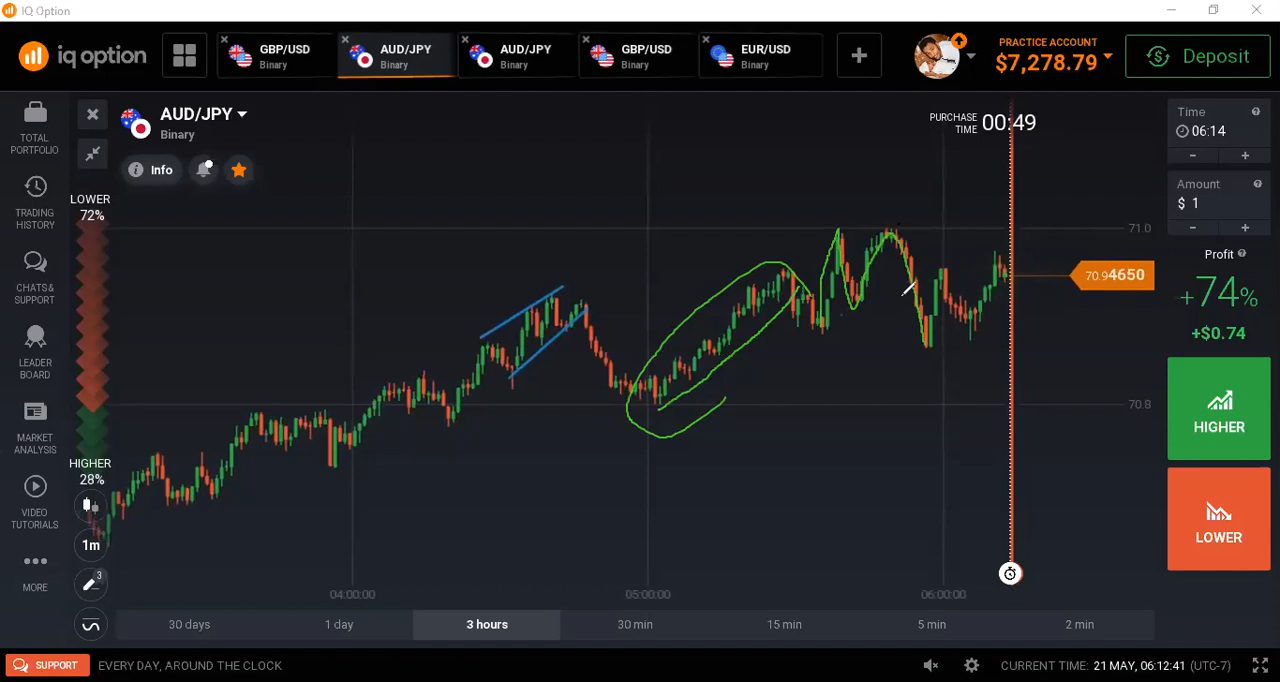 IQ Option
iq option
GBP/USD
Binary
AUD/JPY
Binary
AUD/JPY
Binary
GBP/USD
Binary
EUR/USD
Binary
PRACTICE ACCOUNT
$7,278.79
Deposit
TOTAL
PORTFOLIO
TRADING
HISTORY
CHATS &
SUPPORT
LEADER
BOARD
MARKET
ANALYSIS
VIDEO
TUTORIALS
MORE
AUD/JPY
Binary
Info
LOWER
72%
HIGHER
28%
1m
3
PURCHASE
TIME
00:49
71.0
70.94650
70.8
04:00:00
05:00:00
06:00:00
30 days
1 day
3 hours
30 min
15 min
5 min
2 min
Time
06:14
- +
Amount
$ 1
- +
Profit
+74%
+$0.74
HIGHER
LOWER
SUPPORT
EVERY DAY, AROUND THE CLOCK
CURRENT TIME: 21 MAY, 06:12:41 (UTC-7)